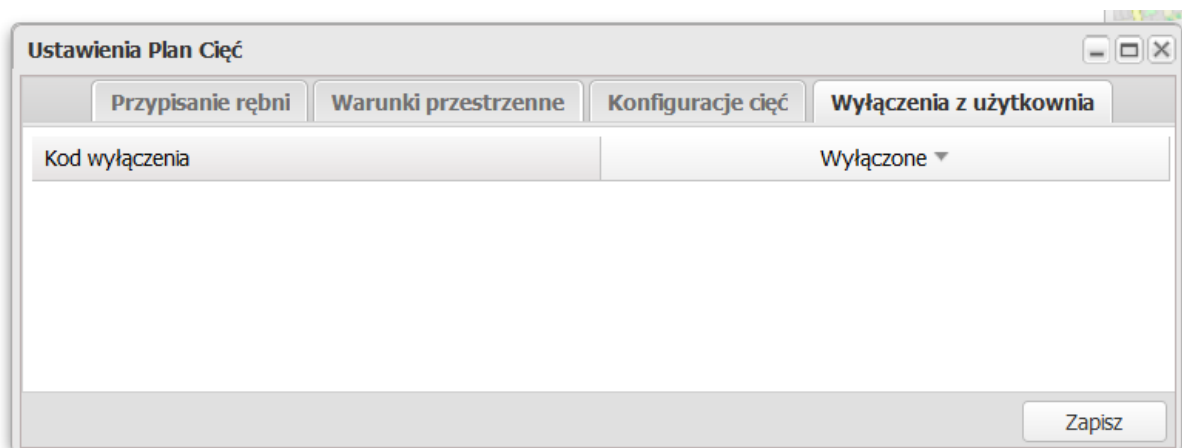 Ustawienia Plan Cięć
Przypisanie rębni Warunki przestrzenne Konfiguracje cięć Wyłączenia z użytkownia
Kod wyłączenia Wyłączone
Zapisz